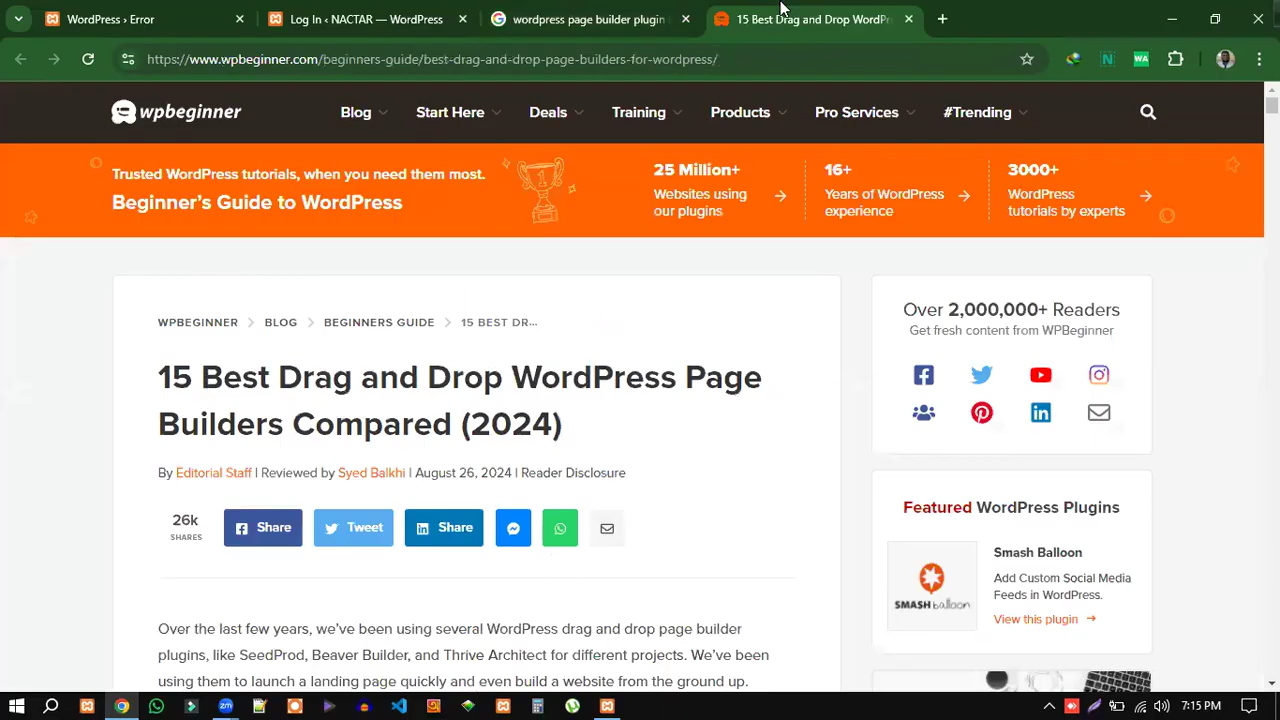 WordPress › Error
Log In ‹ NACTAR — WordPress
wordpress page builder plugin
15 Best Drag and Drop WordPr
https://www.wpbeginner.com/beginners-guide/best-drag-and-drop-page-builders-for-wordpress/
N
WA
wpbeginner
Blog
Start Here
Deals
Training
Products
Pro Services
#Trending
Trusted WordPress tutorials, when you need them most.
Beginner's Guide to WordPress
1
25 Million+
Websites using
our plugins
16+
Years of WordPress
experience
3000+
WordPress
tutorials by experts
WPBEGINNER
BLOG
BEGINNERS GUIDE
15 BEST DR…
15 Best Drag and Drop WordPress Page
Builders Compared (2024)
By Editorial Staff | Reviewed by Syed Balkhi | August 26, 2024 | Reader Disclosure
26k
SHARES
Share
Tweet
Share
Over the last few years, we've been using several WordPress drag and drop page builder
plugins, like SeedProd, Beaver Builder, and Thrive Architect for different projects. We've been
using them to launch a landing page quickly and even build a website from the ground up.
Over 2,000,000+ Readers
Get fresh content from WPBeginner
Featured WordPress Plugins
SMASH balloon
Smash Balloon
Add Custom Social Media
Feeds in WordPress.
View this plugin
zm
7:15 PM